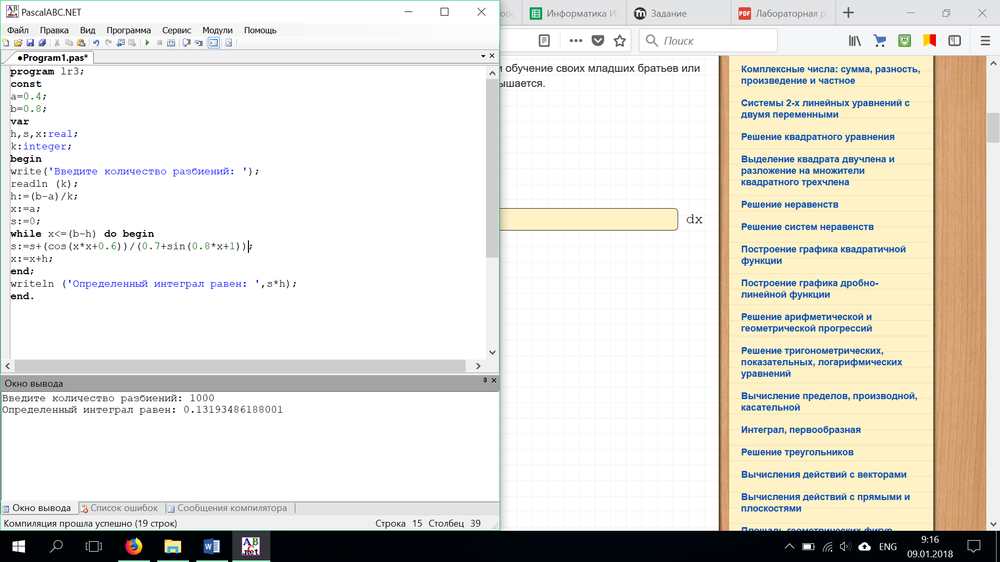 PascalABC.NET
Файл Правка Вид Программа Сервис Модули Помощь
●Program1.pas*
program lr3;
const
a=0.4;
b=0.8;
var
h,s,x:real;
k:integer;
begin
write('Введите количество разбиений: ');
readln (k);
h:=(b-a)/k;
x:=a;
s:=0;
while x<=(b-h) do begin
s:=s+(cos(x*x+0.6))/(0.7+sin(0.8*x+1));
x:=x+h;
end;
writeln ('Определенный интеграл равен: ',s*h);
end.
Окно вывода
Введите количество разбиений: 1000
Определенный интеграл равен: 0.13193486188001
Окно вывода Список ошибок Сообщения компилятора
Компиляция прошла успешно (19 строк) Строка 15 Столбец 39
Информатика Задание PDF Лабораторная
Поиск
обучение своих младших братьев или
ышается.
dx
Комплексные числа: сумма, разность,
произведение и частное
Системы 2-х линейных уравнений с
двумя переменными
Решение квадратного уравнения
Выделение квадрата двучлена и
разложение на множители
квадратного трехчлена
Решение неравенств
Решение систем неравенств
Построение графика квадратичной
функции
Построение графика дробно-
линейной функции
Решение арифметической и
геометрической прогрессий
Решение тригонометрических,
показательных, логарифмических
уравнений
Вычисление пределов, производной,
касательной
Интеграл, первообразная
Решение треугольников
Вычисления действий с векторами
Вычисления действий с прямыми и
плоскостями
Площадь геометрических фигур
ENG
9:16
09.01.2018